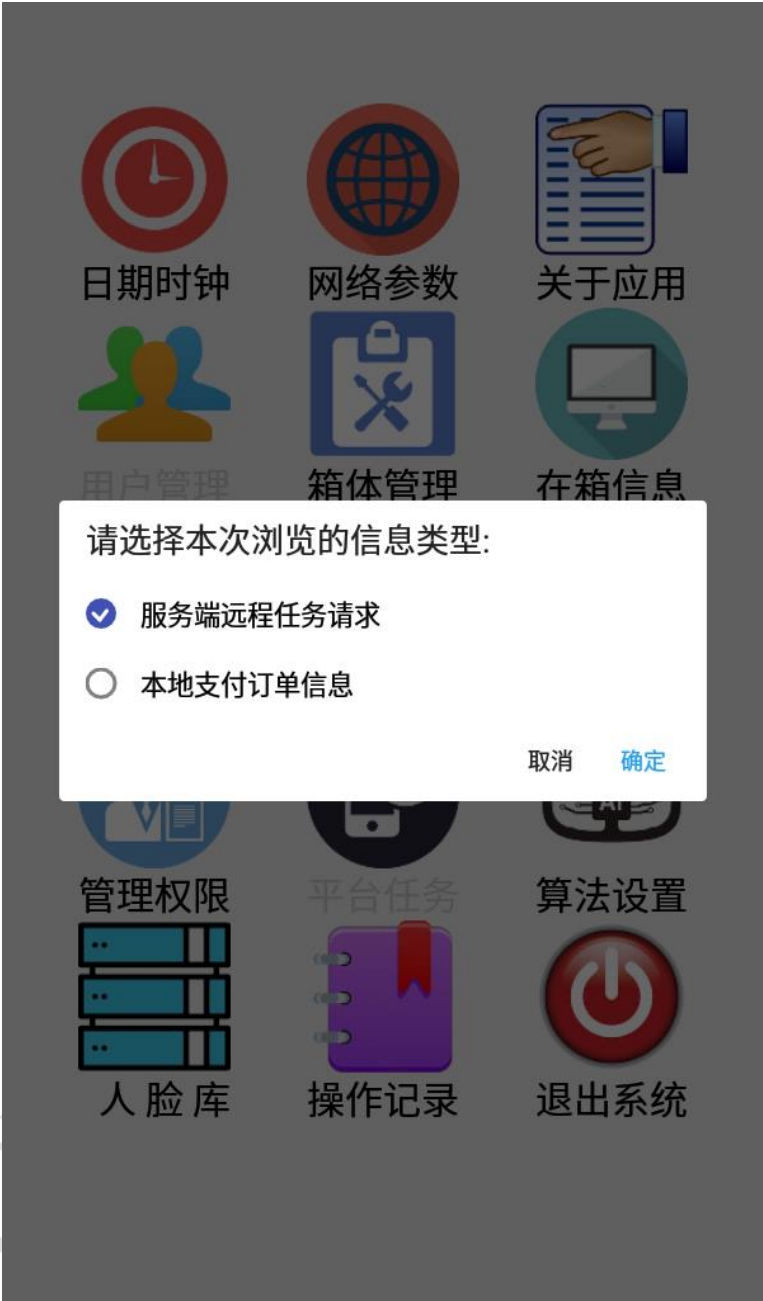 日期时钟
网络参数
关于应用
用户管理
箱体管理
在箱信息
请选择本次浏览的信息类型:
服务端远程任务请求
本地支付订单信息
取消
确定
AI
管理权限
平台任务
算法设置
人 脸 库
操作记录
退出系统